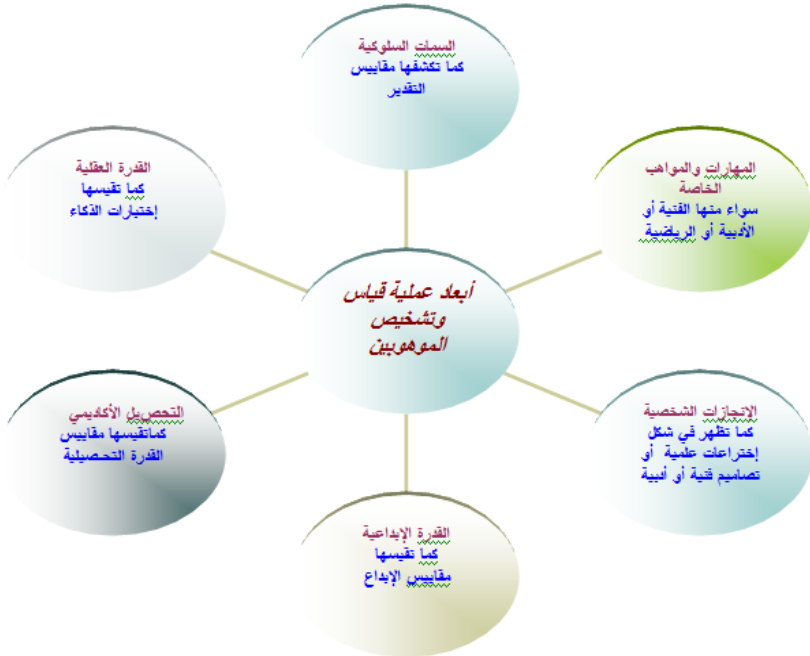 السمات السلوكية
كما تكشفها مقاييس
التقدير
المهارات والمواهب
الخاصة
سواء منها الفنية أو
الأدبية أو الرياضية
القدرة العقلية
كما تقيسها
إختبارات الذكاء
أبعاد عملية قياس
وتشخيص
الموهوبين
الإنجازات الشخصية
كما تظهر في شكل
إختراعات علمية أو
تصاميم فنية أو أدبية
التحصيل الأكاديمي
كماتقيسها مقاييس
القدرة التحصيلية
القدرة الإبداعية
كما تقيسها
مقاييس الإبداع